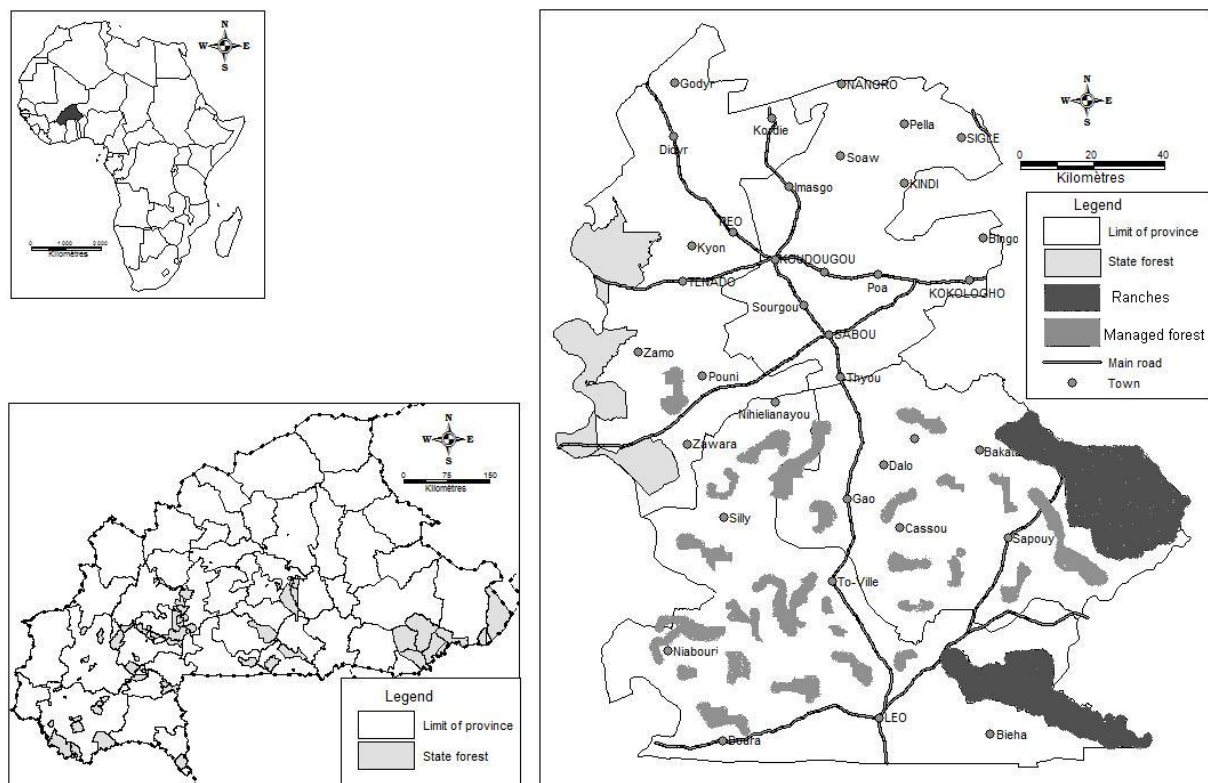 N
W E
S
0 1 000 2 000
Kilomètres
N
W E
S
0 75 150
Kilomètres
Legend
Limit of province
State forest
N
W E
S
0 20 40
Kilomètres
Legend
Limit of province
State forest
Ranches
Managed forest
Main road
Town
Godyr
NANORO
Kordie
Pella
SIGLE
Didyr
Soaw
Imasgo
KINDI
REO
Kyon
Bingo
KOUDOUGOU
TENADO
Poa
KOKOLOGHO
Sourgou
SABOU
Zamo
Pouni
Thyou
Nihielianayou
Zawara
Dalo
Bakata
Silly
Gao
Cassou
Sapouy
To-Ville
Niabouri
LEO
Boura
Bieha